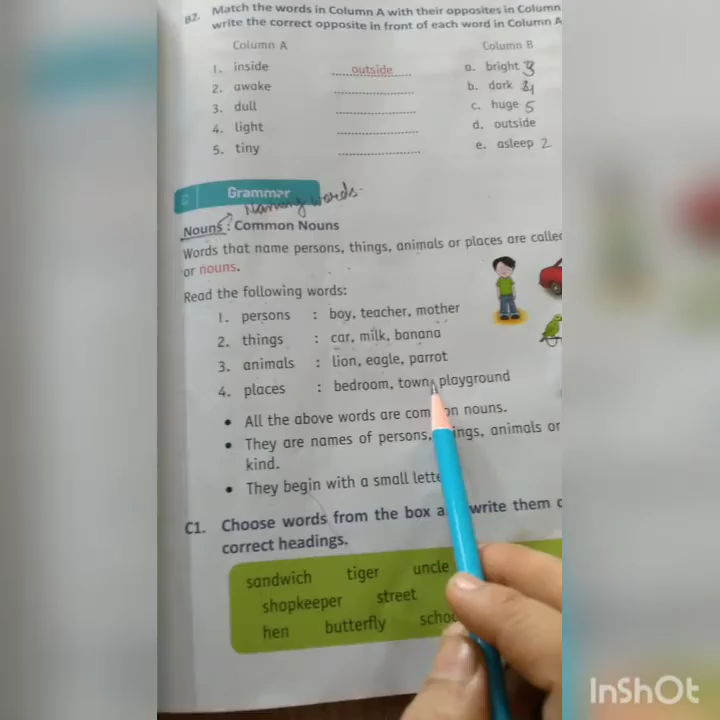 B2. Match the words in Column A with their opposites in Column
write the correct opposite in front of each word in Column A
Column A Column B
1. inside outside a. bright 3
2. awake b. dark 4
3. dull c. huge 5
4. light d. outside
5. tiny e. asleep 2
Grammar
Naming words.
Nouns : Common Nouns
Words that name persons, things, animals or places are called
or nouns.
Read the following words:
1. persons : boy, teacher, mother
2. things : car, milk, banana
3. animals : lion, eagle, parrot
4. places : bedroom, town, playground
• All the above words are common nouns.
• They are names of persons, things, animals or
kind.
• They begin with a small letter
C1. Choose words from the box and write them
correct headings.
sandwich tiger uncle
shopkeeper street
hen butterfly schoo
InShOt